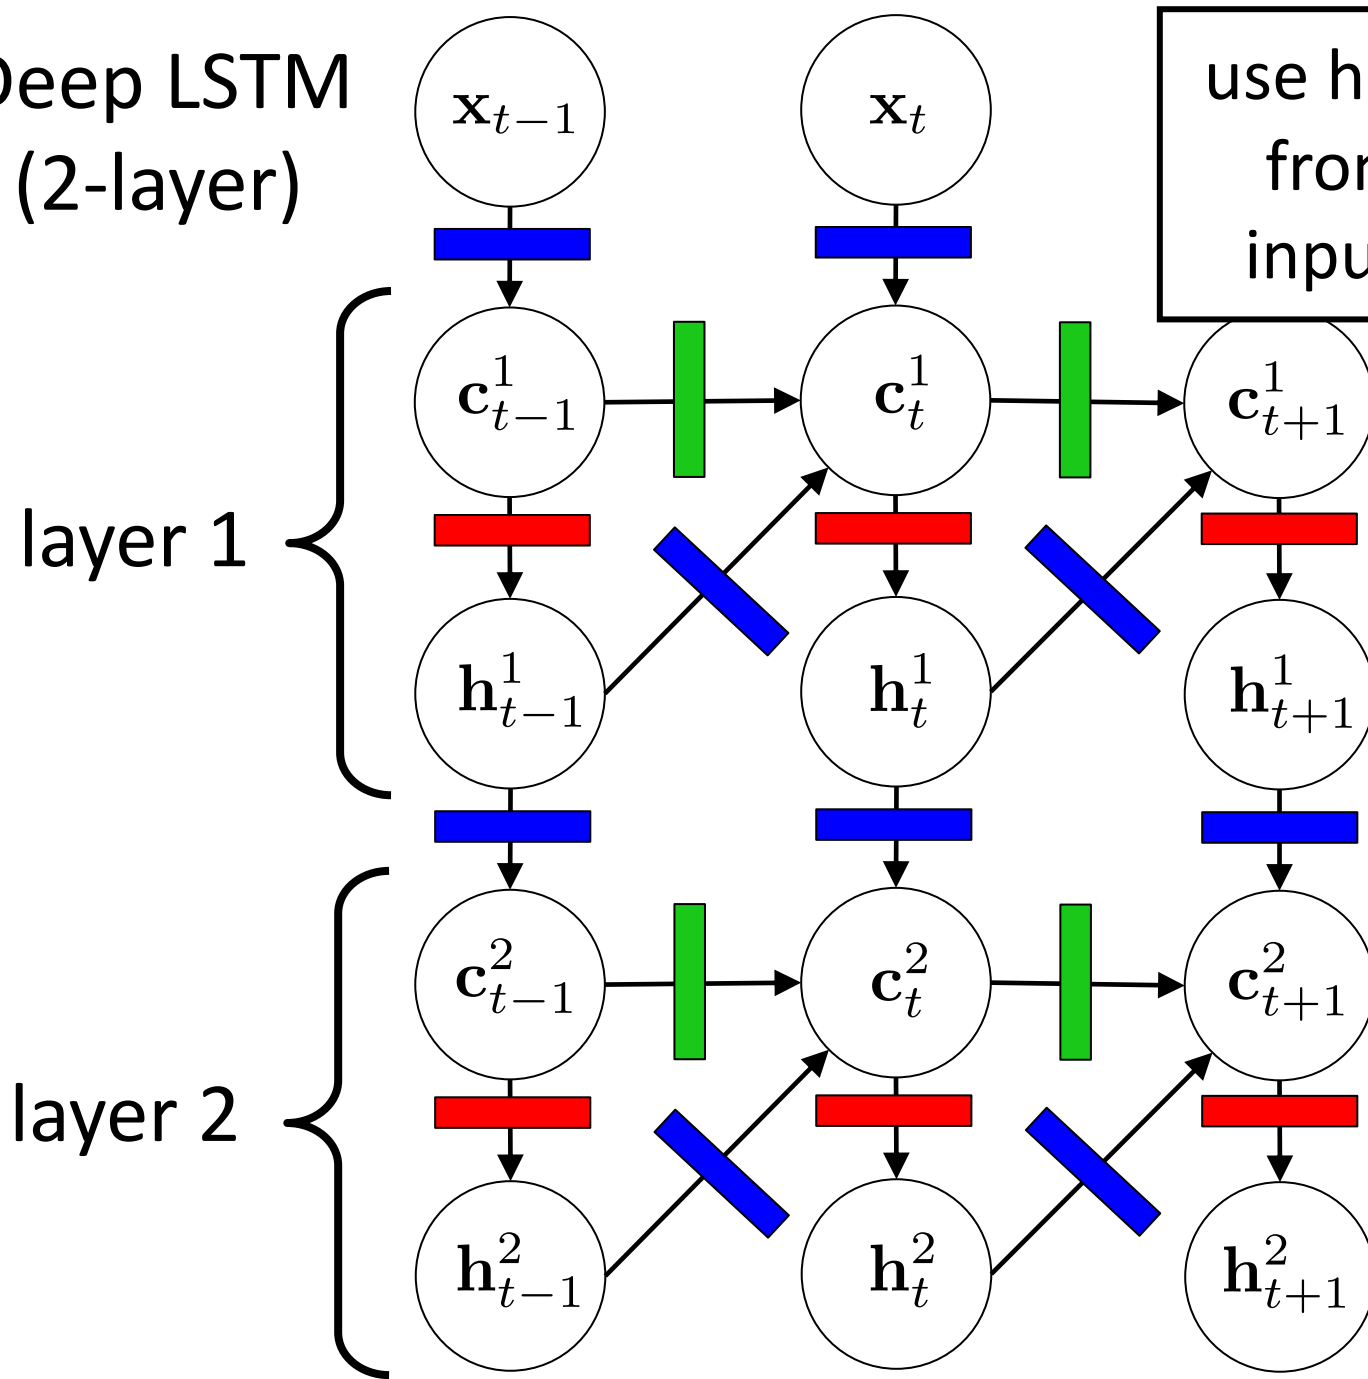 Deep LSTM
(2-layer)
use h
inpu
x_{t-1} x_t
c^1_{t-1} c^1_t c^1_{t+1}
layer 1
h^1_{t-1} h^1_t h^1_{t+1}
c^2_{t-1} c^2_t c^2_{t+1}
layer 2
h^2_{t-1} h^2_t h^2_{t+1}